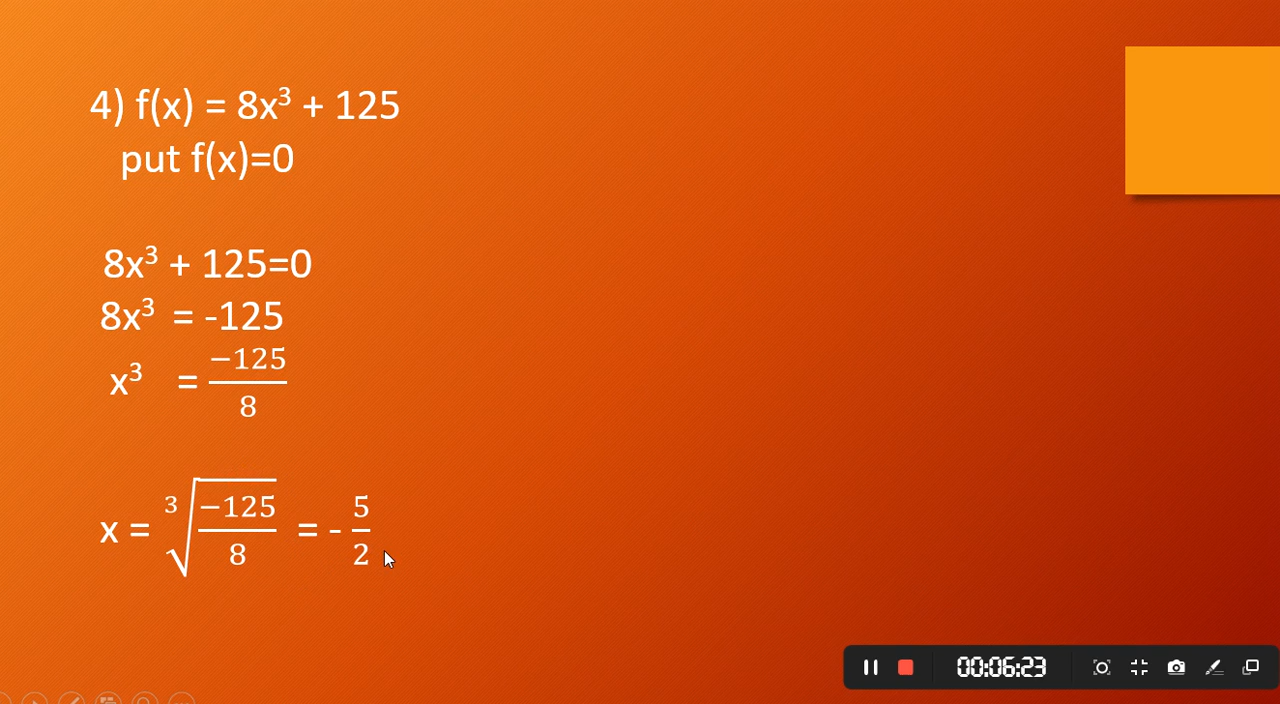 4) f(x) = 8x³ + 125
put f(x)=0
8x³ + 125=0
8x³ = -125
x³ = −125/8
x = ∛(−125/8) = - 5/2
00:06:23